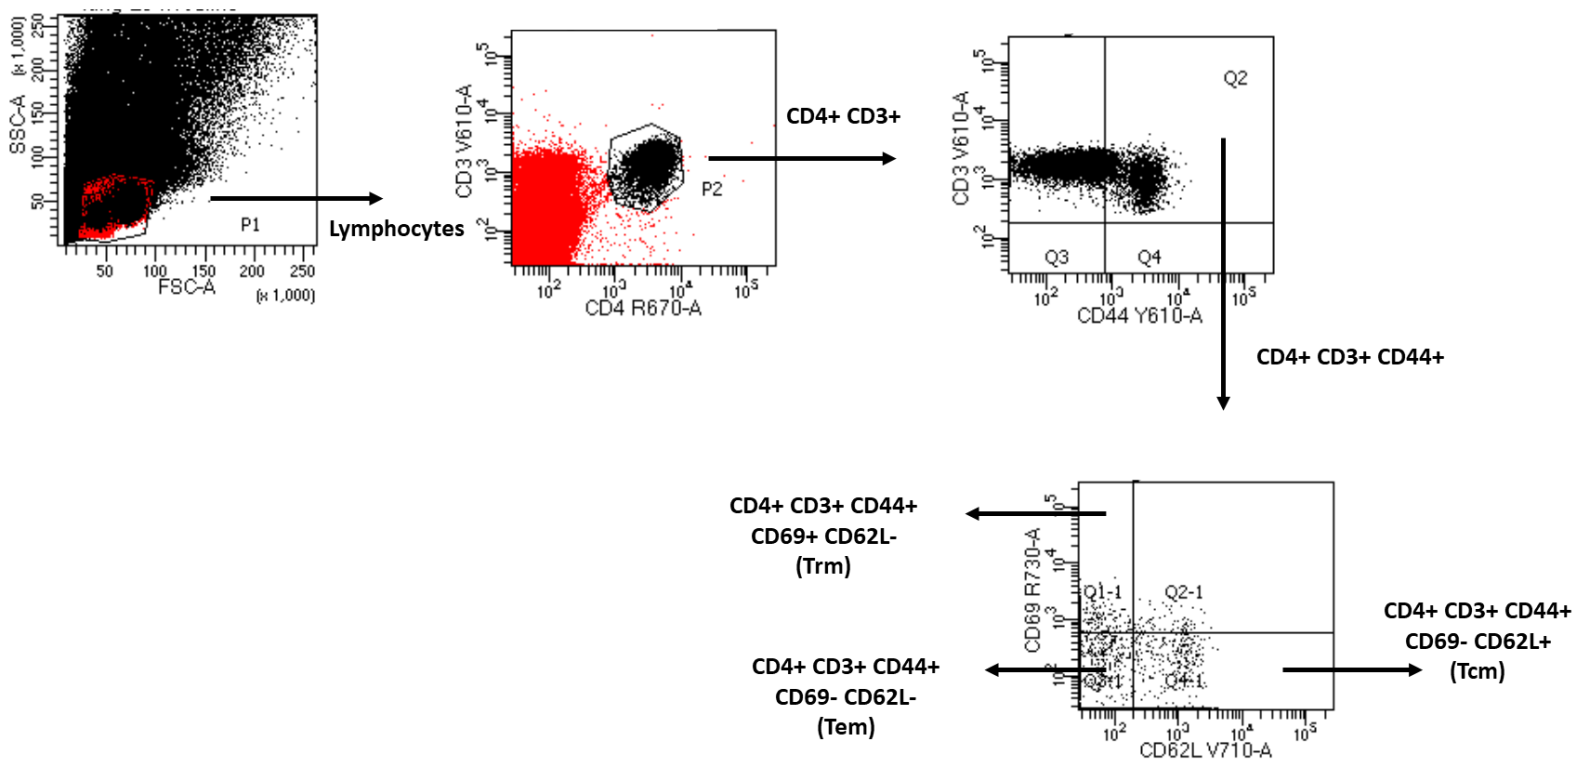 SSC-A
(x 1,000)
250
200
150
100
50
P1
50 100 150 200 250
FSC-A
(x 1,000)
Lymphocytes
CD3 V610-A
10^5
10^4
10^3
10^2
P2
10^2 10^3 10^4 10^5
CD4 R670-A
CD4+ CD3+
CD3 V610-A
10^5
10^4
10^3
10^2
Q2
Q3 Q4
10^2 10^3 10^4 10^5
CD44 Y610-A
CD4+ CD3+ CD44+
CD4+ CD3+ CD44+
CD69+ CD62L-
(Trm)
CD4+ CD3+ CD44+
CD69- CD62L-
(Tem)
CD69 R730-A
10^5
10^4
10^3
10^2
Q1-1 Q2-1
Q3-1 Q4-1
10^2 10^3 10^4 10^5
CD62L V710-A
CD4+ CD3+ CD44+
CD69- CD62L+
(Tcm)